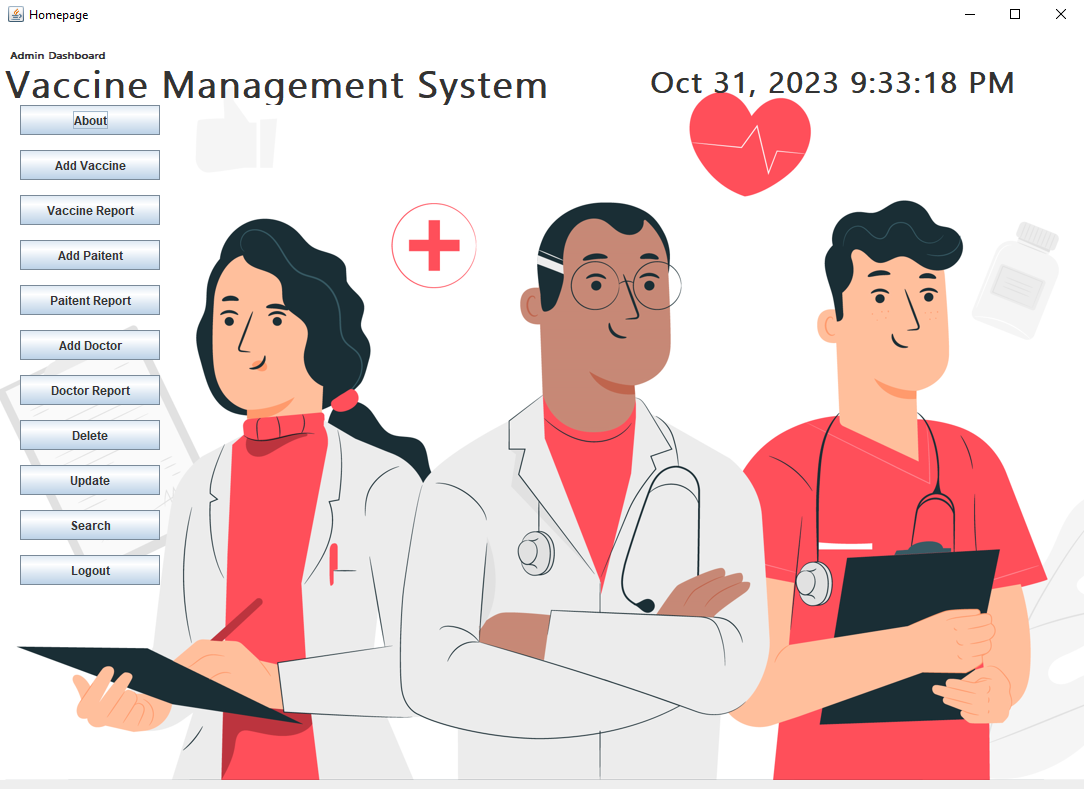 Homepage
Admin Dashboard
Vaccine Management System
Oct 31, 2023 9:33:18 PM
About
Add Vaccine
Vaccine Report
Add Paitent
Paitent Report
Add Doctor
Doctor Report
Delete
Update
Search
Logout